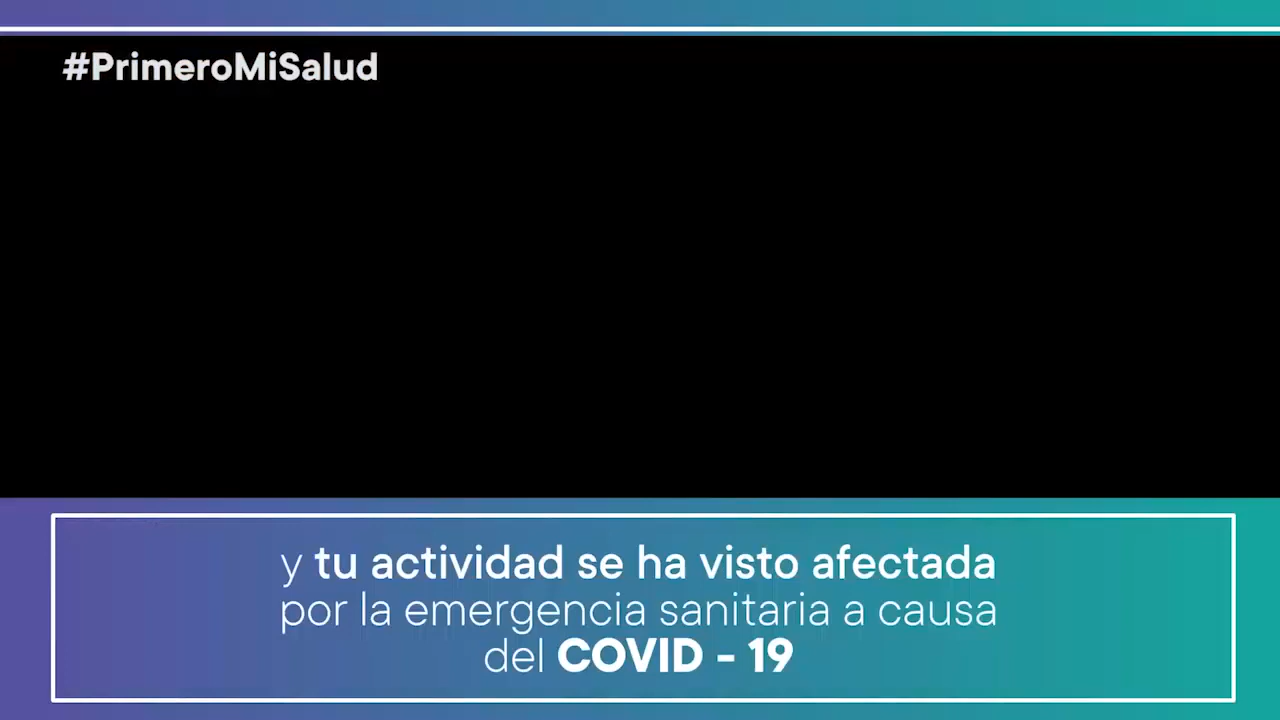 #PrimeroMiSalud
y tu actividad se ha visto afectada
por la emergencia sanitaria a causa
del COVID - 19